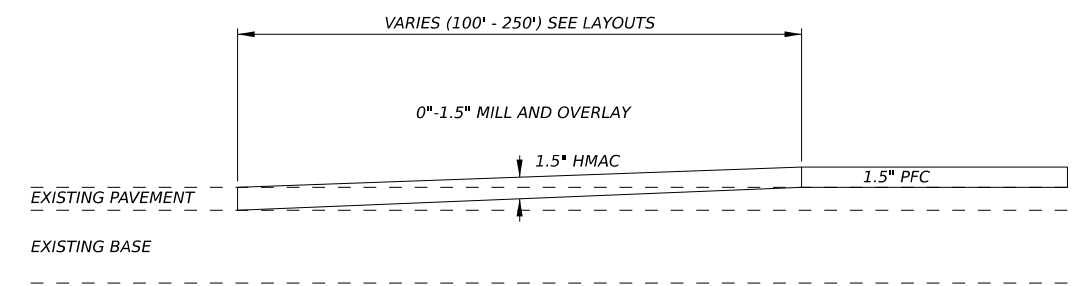 VARIES (100' - 250') SEE LAYOUTS
0"-1.5" MILL AND OVERLAY
1.5" HMAC
1.5" PFC
EXISTING PAVEMENT
EXISTING BASE